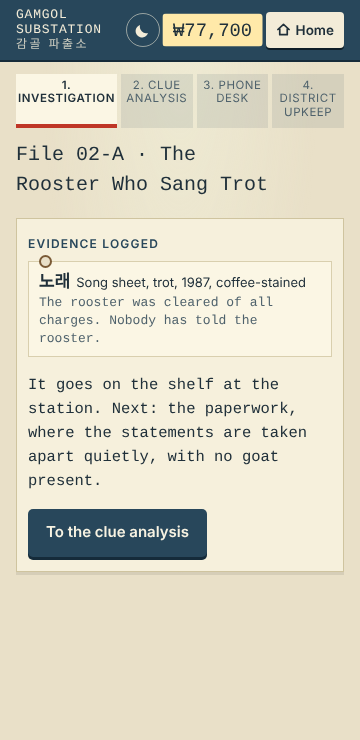 GAMGOL
SUBSTATION
감골 파출소
₩77,700
Home
1.
INVESTIGATION
2. CLUE
ANALYSIS
3. PHONE
DESK
4.
DISTRICT
UPKEEP
File 02-A · The
Rooster Who Sang Trot
EVIDENCE LOGGED
노래 Song sheet, trot, 1987, coffee-stained
The rooster was cleared of all
charges. Nobody has told the
rooster.
It goes on the shelf at the
station. Next: the paperwork,
where the statements are taken
apart quietly, with no goat
present.
To the clue analysis